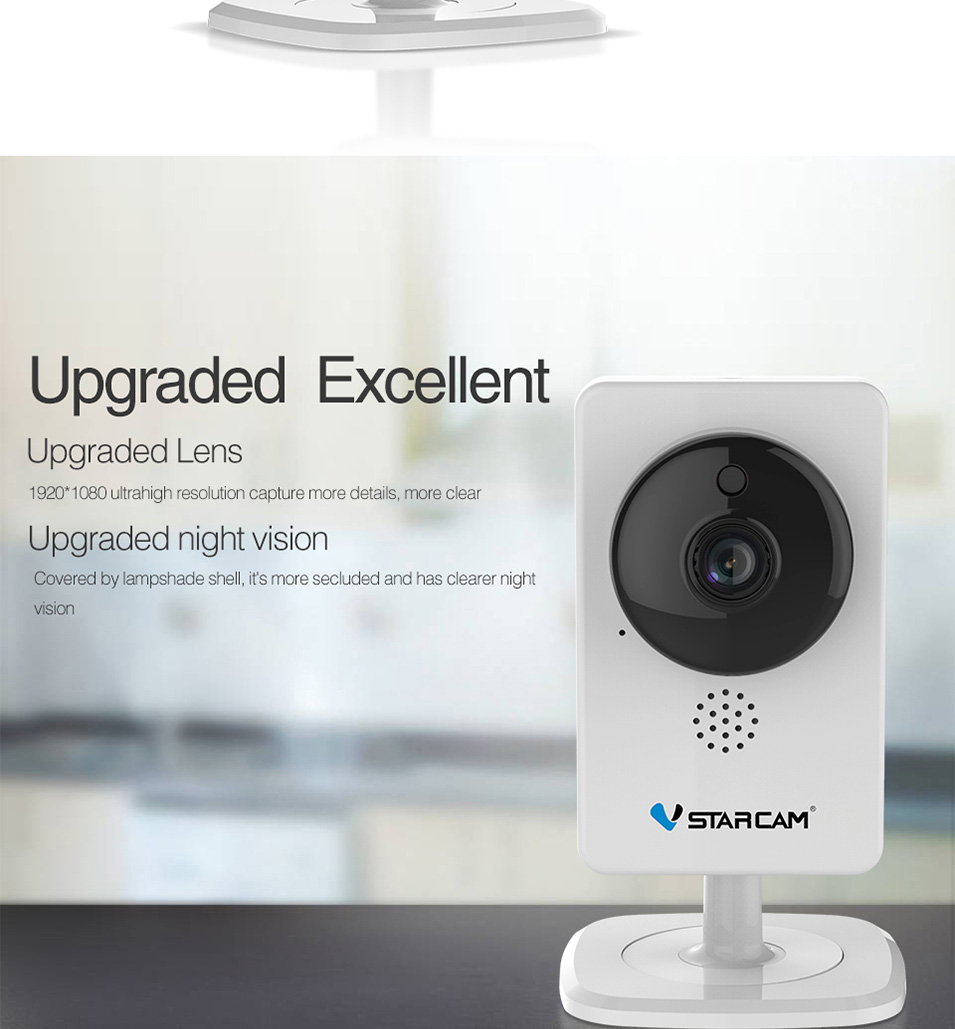 Upgraded Excellent
Upgraded Lens
1920*1080 ultrahigh resolution capture more details, more clear
Upgraded night vision
Covered by lampshade shell, it's more secluded and has clearer night
vision
VSTARCAM®